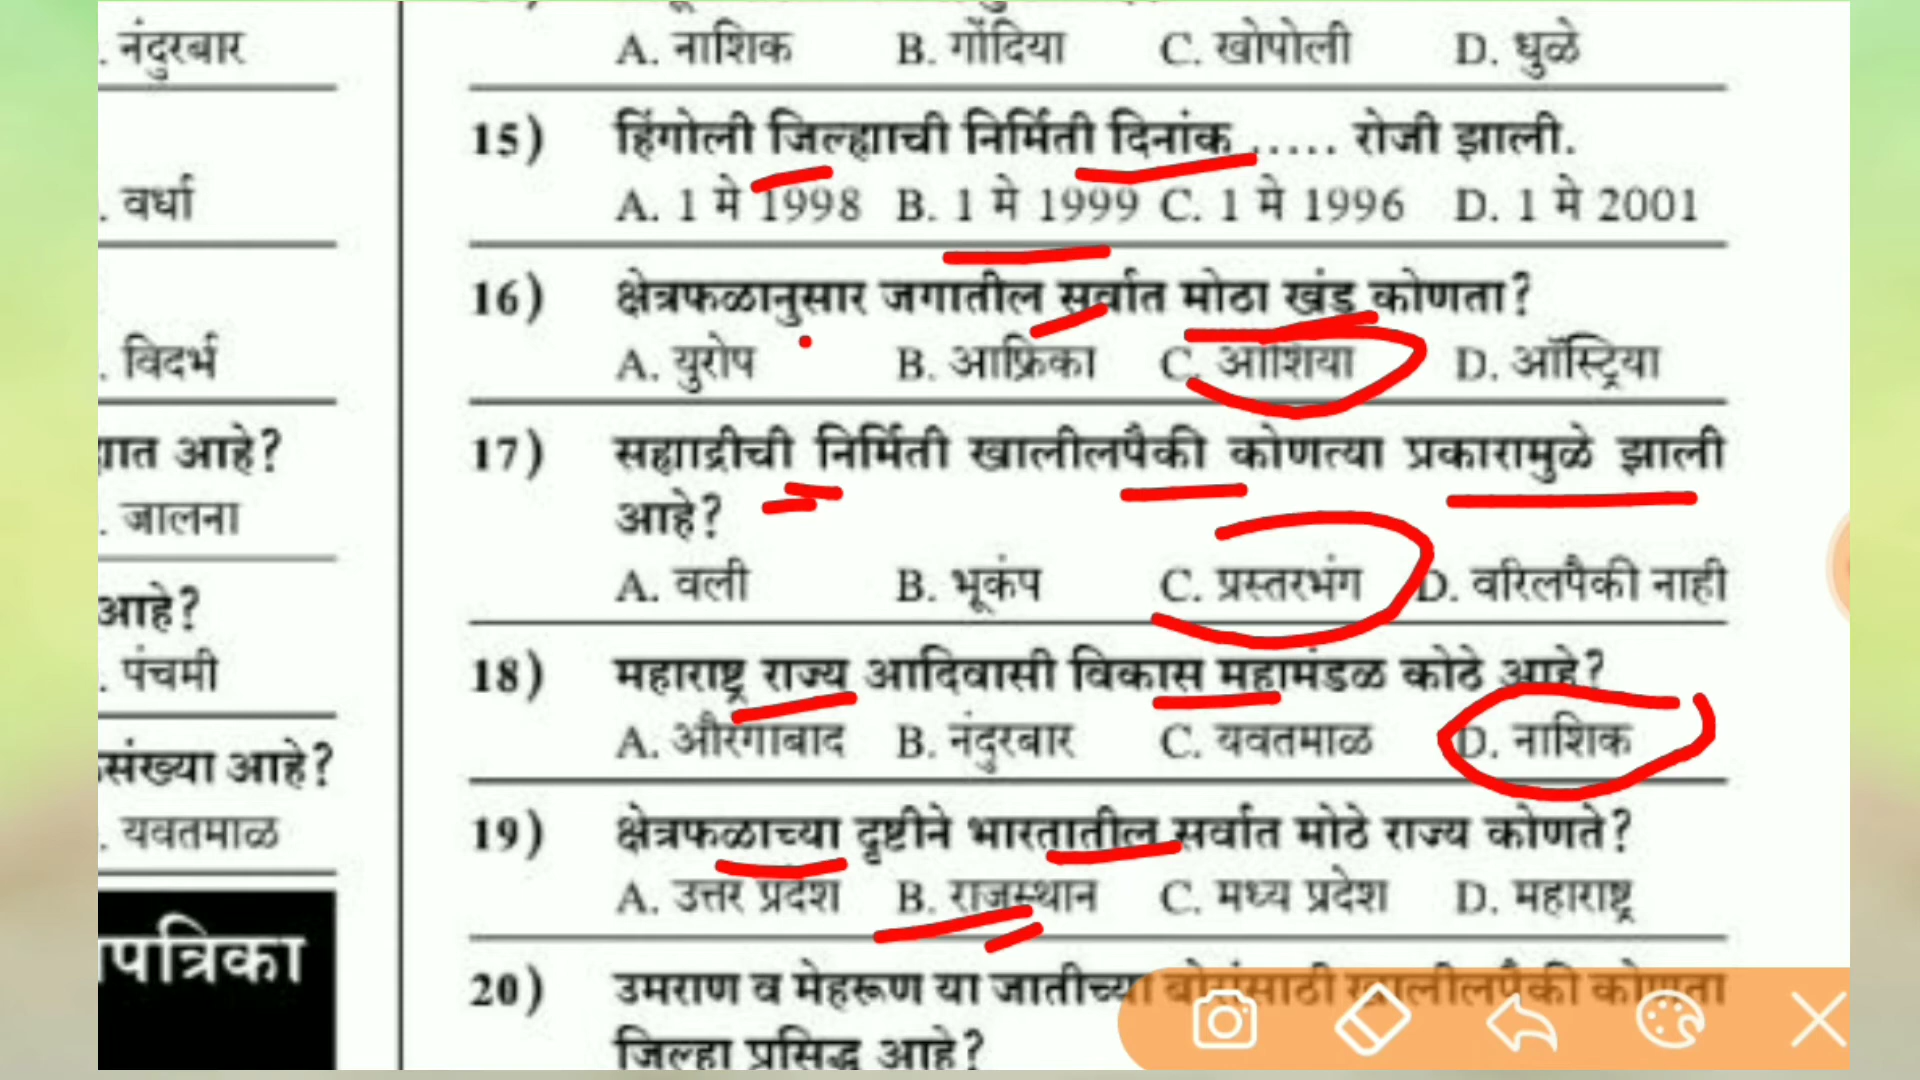 . नंदुरबार
. वर्धा
. विदर्भ
ह्यात आहे?
. जालना
आहे?
. पंचमी
संख्या आहे?
. यवतमाळ
पत्रिका
A. नाशिक B. गोंदिया C. खोपोली D. धुळे
15) हिंगोली जिल्ह्याची निर्मिती दिनांक ..... रोजी झाली.
A. 1 मे 1998 B. 1 मे 1999 C. 1 मे 1996 D. 1 मे 2001
16) क्षेत्रफळानुसार जगातील सर्वात मोठा खंड कोणता?
A. युरोप B. आफ्रिका C. आशिया D. ऑस्ट्रिया
17) सह्याद्रीची निर्मिती खालीलपैकी कोणत्या प्रकारामुळे झाली
आहे?
A. वली B. भूकंप C. प्रस्तरभंग D. वरिलपैकी नाही
18) महाराष्ट्र राज्य आदिवासी विकास महामंडळ कोठे आहे?
A. औरंगाबाद B. नंदुरबार C. यवतमाळ D. नाशिक
19) क्षेत्रफळाच्या दृष्टीने भारतातील सर्वात मोठे राज्य कोणते?
A. उत्तर प्रदेश B. राजस्थान C. मध्य प्रदेश D. महाराष्ट्र
20) उमराण व मेहरूण या जातीच्या बोरांसाठी खालीलपैकी कोणता
जिल्हा प्रसिद्ध आहे?